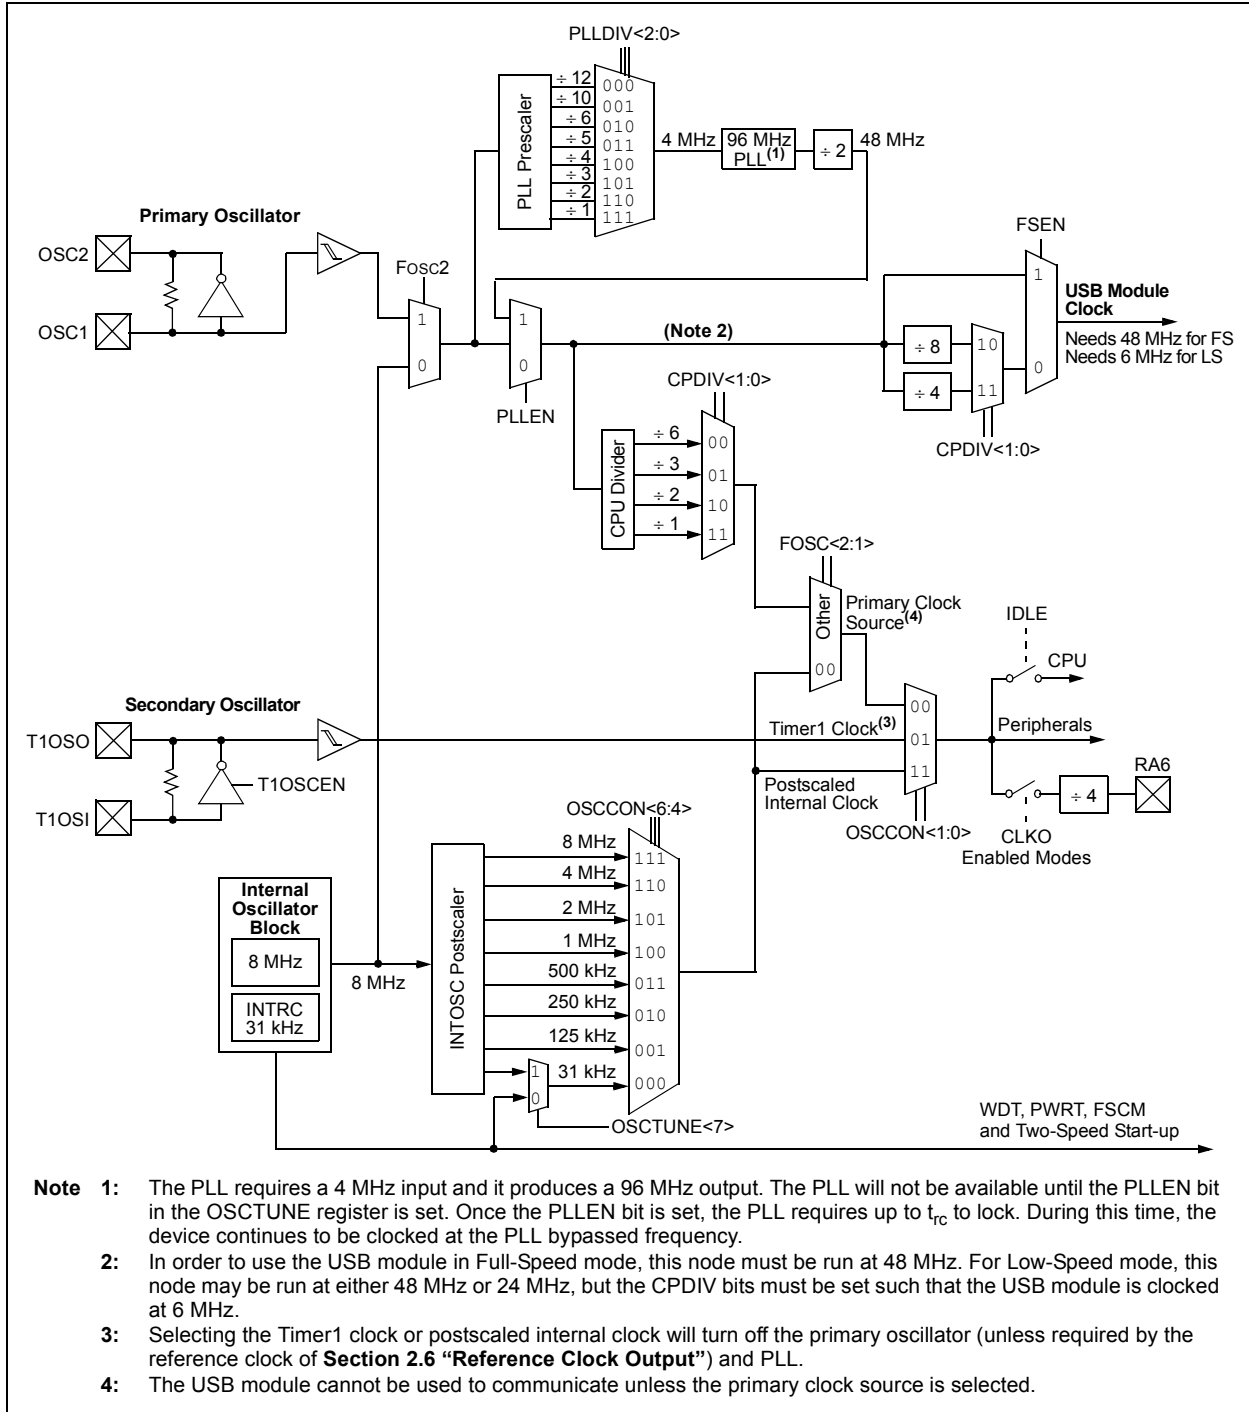 PLLDIV<2:0>
PLL Prescaler
÷ 12
÷ 10
÷ 6
÷ 5
÷ 4
÷ 3
÷ 2
÷ 1
000
001
010
011
100
101
110
111
4 MHz
96 MHz
PLL(1)
÷ 2
48 MHz
Primary Oscillator
OSC2
OSC1
FOSC2
1
0
1
0
PLLEN
(Note 2)
FSEN
1
0
÷ 8
÷ 4
10
11
CPDIV<1:0>
USB Module
Clock
Needs 48 MHz for FS
Needs 6 MHz for LS
CPDIV<1:0>
CPU Divider
÷ 6
÷ 3
÷ 2
÷ 1
00
01
10
11
FOSC<2:1>
Other
00
Primary Clock
Source(4)
Secondary Oscillator
T1OSO
T1OSI
T1OSCEN
Timer1 Clock(3)
Postscaled
Internal Clock
00
01
11
OSCCON<1:0>
IDLE
CPU
Peripherals
RA6
÷ 4
CLKO
Enabled Modes
OSCCON<6:4>
Internal
Oscillator
Block
8 MHz
INTRC
31 kHz
8 MHz
INTOSC Postscaler
8 MHz
4 MHz
2 MHz
1 MHz
500 kHz
250 kHz
125 kHz
31 kHz
111
110
101
100
011
010
001
000
1
0
OSCTUNE<7>
WDT, PWRT, FSCM
and Two-Speed Start-up
Note 1: The PLL requires a 4 MHz input and it produces a 96 MHz output. The PLL will not be available until the PLLEN bit
in the OSCTUNE register is set. Once the PLLEN bit is set, the PLL requires up to trc to lock. During this time, the
device continues to be clocked at the PLL bypassed frequency.
2: In order to use the USB module in Full-Speed mode, this node must be run at 48 MHz. For Low-Speed mode, this
node may be run at either 48 MHz or 24 MHz, but the CPDIV bits must be set such that the USB module is clocked
at 6 MHz.
3: Selecting the Timer1 clock or postscaled internal clock will turn off the primary oscillator (unless required by the
reference clock of Section 2.6 “Reference Clock Output”) and PLL.
4: The USB module cannot be used to communicate unless the primary clock source is selected.